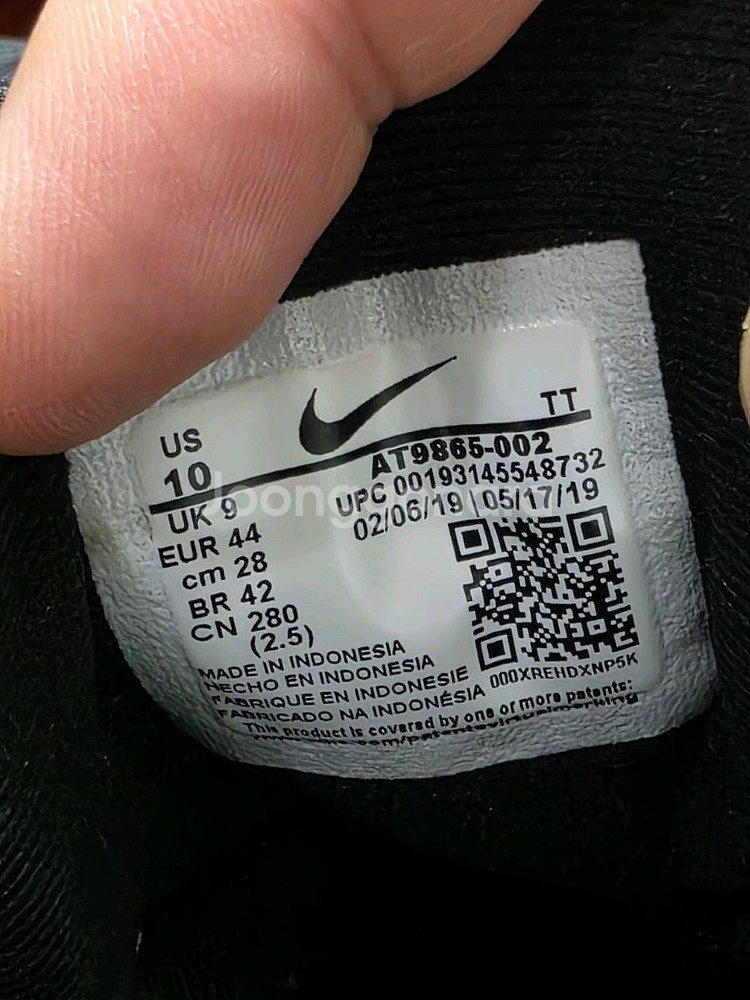 US
10
TT
AT9865-002
UPC 00193145548732
02/06/19 05/17/19
UK 9
EUR 44
cm 28
BR 42
CN 280
(2.5)
MADE IN INDONESIA
HECHO EN INDONESIA
FABRIQUE EN INDONESIE
FABRICADO NA INDONÉSIA
000XREHDXNP5K
This product is covered by one or more patents: